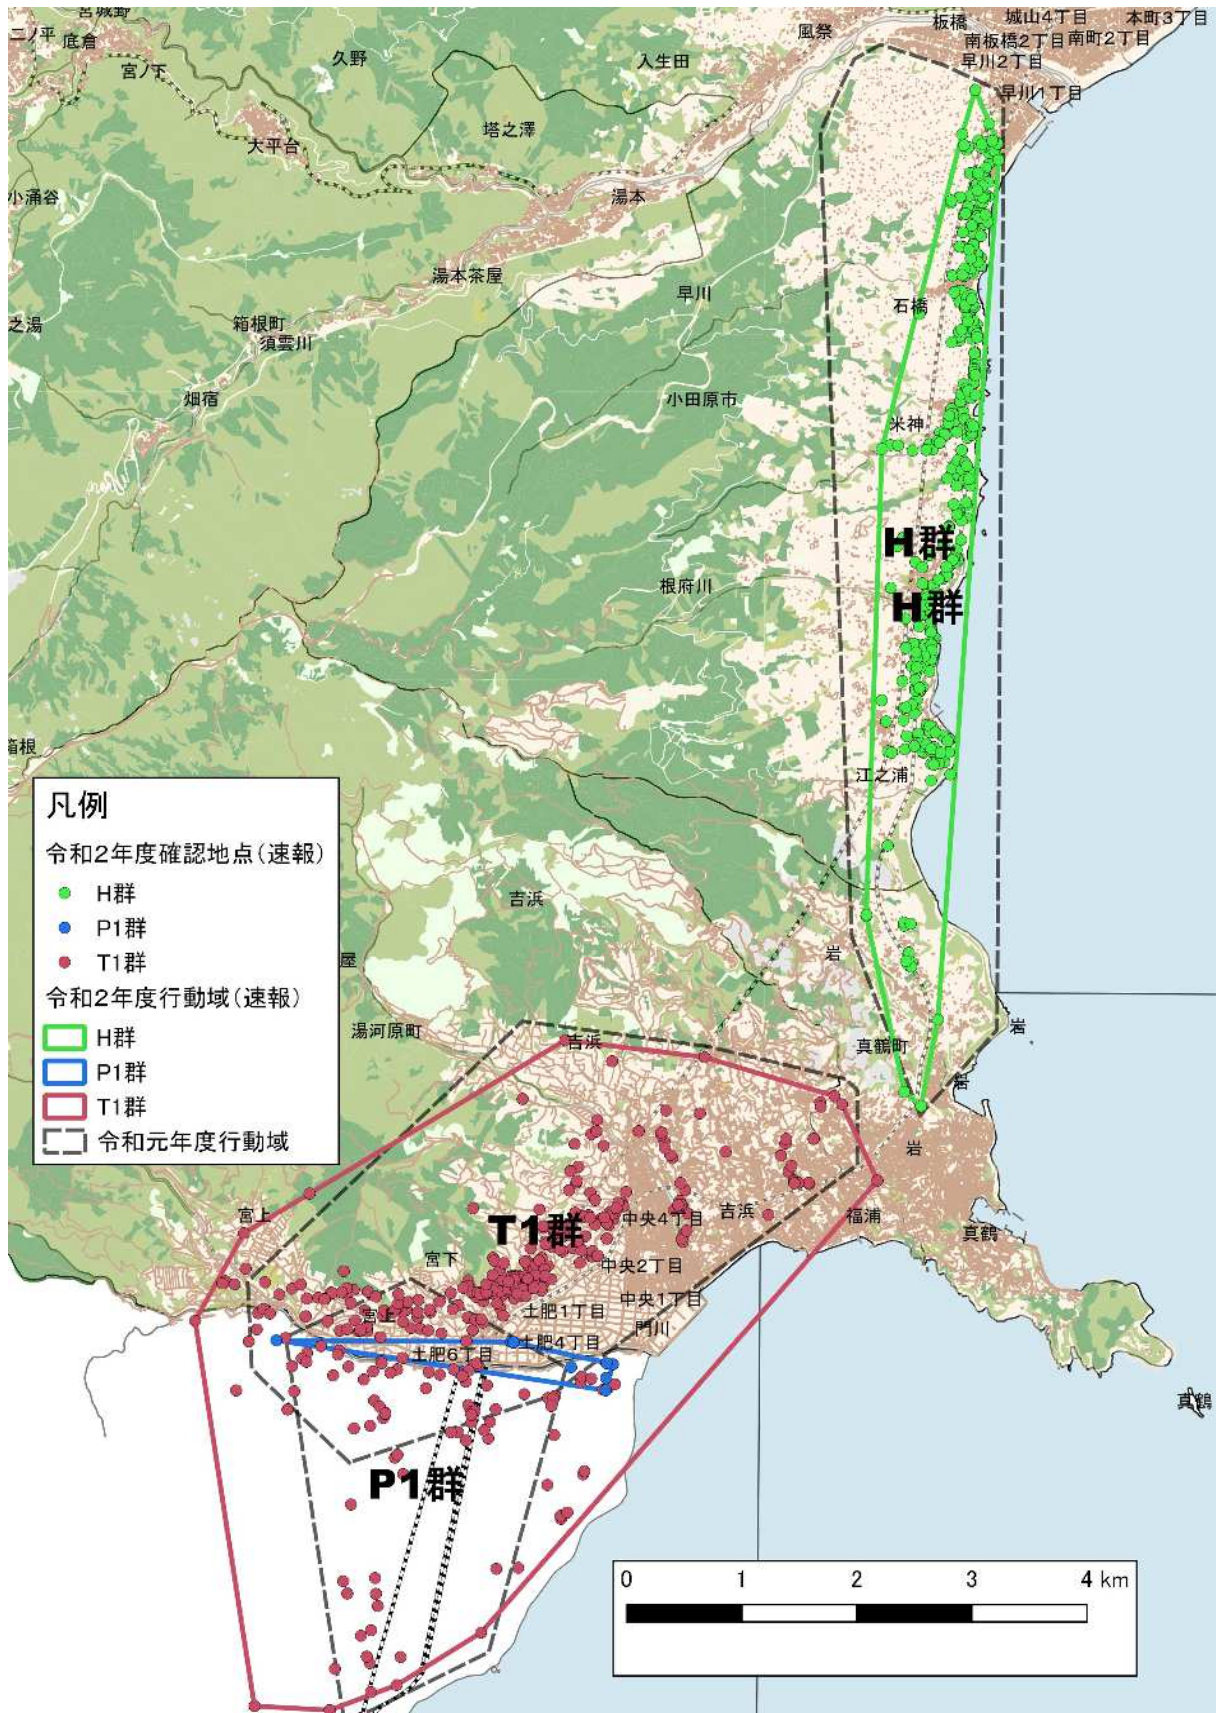 宮城野
板橋
城山4丁目
本町3丁目
二ノ平
底倉
久野
入生田
風祭
南板橋2丁目
南町2丁目
早川2丁目
宮ノ下
早川1丁目
塔之澤
大平台
小涌谷
湯本
湯本茶屋
早川
石橋
之湯
箱根町
須雲川
畑宿
小田原市
米神
H群
根府川
H群
箱根
江之浦
凡例
令和2年度確認地点(速報)
H群
P1群
T1群
令和2年度行動域(速報)
H群
P1群
T1群
令和元年度行動域
吉浜
岩
屋
湯河原町
吉浜
真鶴町
岩
岩
岩
宮上
T1群
中央4丁目
吉浜
福浦
真鶴
宮下
中央2丁目
中央1丁目
宮上
土肥1丁目
門川
土肥4丁目
土肥6丁目
真鶴
P1群
0 1 2 3 4 km